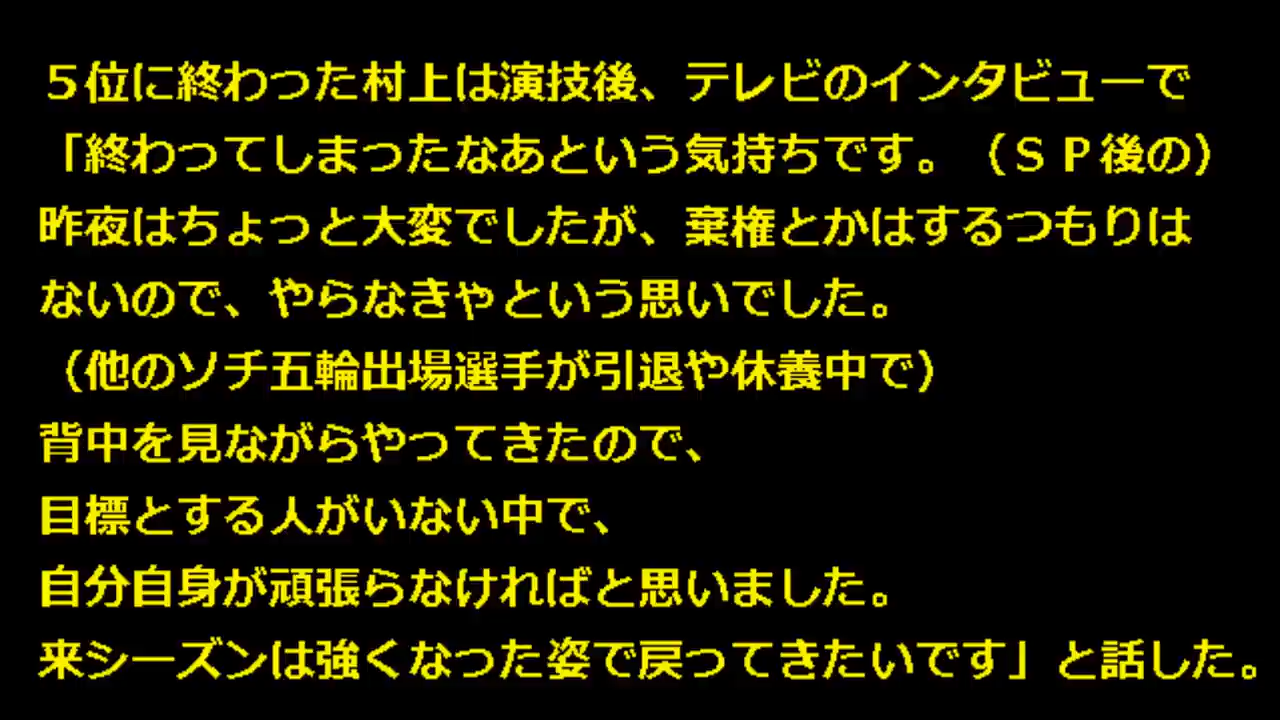 ５位に終わった村上は演技後、テレビのインタビューで
「終わってしまったなあという気持ちです。（ＳＰ後の）
昨夜はちょっと大変でしたが、棄権とかはするつもりは
ないので、やらなきゃという思いでした。
（他のソチ五輪出場選手が引退や休養中で）
背中を見ながらやってきたので、
目標とする人がいない中で、
自分自身が頑張らなければと思いました。
来シーズンは強くなった姿で戻ってきたいです」と話した。